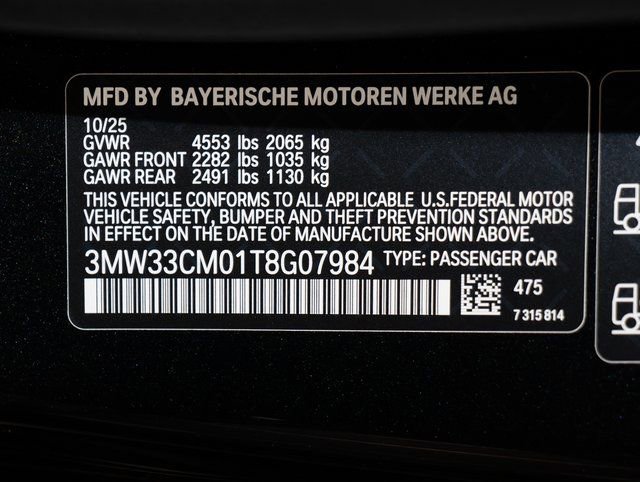 MFD BY BAYERISCHE MOTOREN WERKE AG
10/25
GVWR 4553 lbs 2065 kg
GAWR FRONT 2282 lbs 1035 kg
GAWR REAR 2491 lbs 1130 kg
THIS VEHICLE CONFORMS TO ALL APPLICABLE U.S.FEDERAL MOTOR
VEHICLE SAFETY, BUMPER AND THEFT PREVENTION STANDARDS
IN EFFECT ON THE DATE OF MANUFACTURE SHOWN ABOVE.
3MW33CM01T8G07984 TYPE: PASSENGER CAR
475
7 315 814